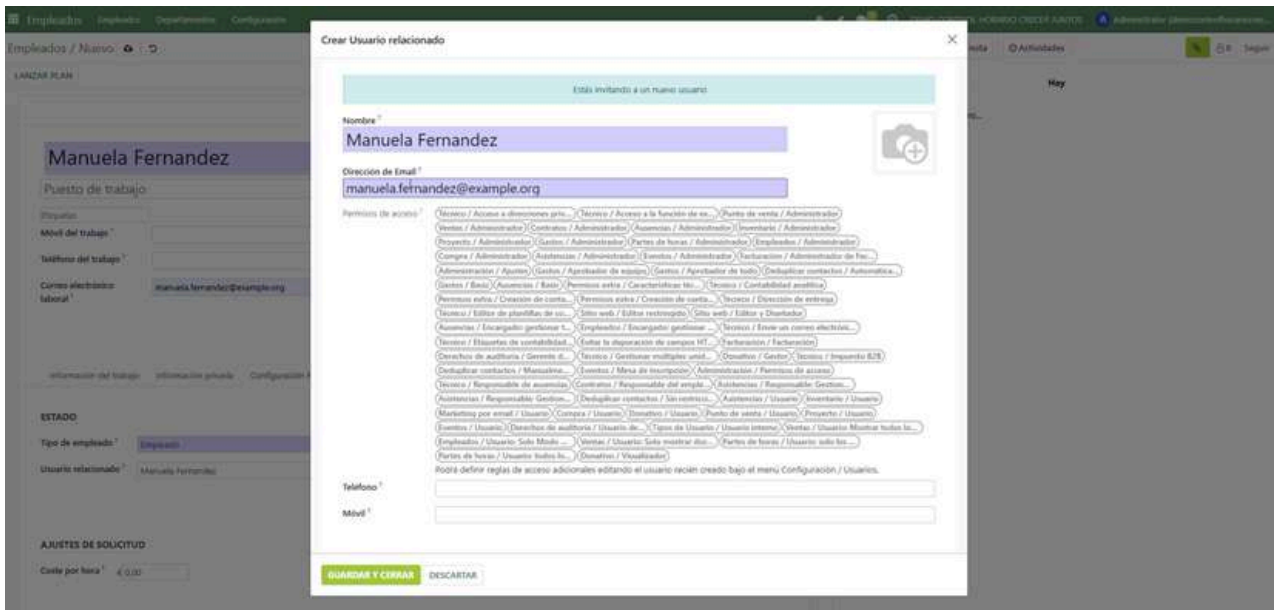 Empleados Empleados Departamentos Configuración
Empleados / Nuevo
LANZAR PLAN
Actividades
Seguir
Hoy
Manuela Fernandez
Puesto de trabajo
Etiquetas
Móvil del trabajo ?
Teléfono del trabajo ?
Correo electrónico laboral ?
manuela.fernandez@example.org
Información del trabajo Información privada Configuración
ESTADO
Tipo de empleado ? Empleado
Usuario relacionado ? Manuela Fernandez
AJUSTES DE SOLICITUD
Coste por hora ? € 0,00
Crear Usuario relacionado
Estás invitando a un nuevo usuario
Nombre ?
Manuela Fernandez
Dirección de Email ?
manuela.fernandez@example.org
Permisos de acceso ?
Técnico / Acceso a direcciones priv... Técnico / Acceso a la función de ex... Punto de venta / Administrador
Ventas / Administrador Contratos / Administrador Ausencias / Administrador Inventario / Administrador
Proyecto / Administrador Gastos / Administrador Partes de horas / Administrador Empleados / Administrador
Compra / Administrador Asistencias / Administrador Eventos / Administrador Facturación / Administrador de Fac...
Administración / Ajustes Gastos / Aprobador de equipo Gastos / Aprobador de todo Deduplicar contactos / Automática...
Gastos / Basic Ausencias / Basic Permisos extra / Características téc... Técnico / Contabilidad analítica
Permisos extra / Creación de conta... Permisos extra / Creación de conta... Técnico / Dirección de entrega
Técnico / Editor de plantillas de co... Sitio web / Editor restringido Sitio web / Editor y Diseñador
Ausencias / Encargado: gestionar t... Empleados / Encargado: gestionar ... Técnico / Envíe un correo electróni...
Técnico / Etiquetas de contabilidad... Evitar la depuración de campos HT... Facturación / Facturación
Derechos de auditoría / Gerente d... Técnico / Gestionar múltiples unid... Donativo / Gestor Técnico / Impuesto B2B
Deduplicar contactos / Manualme... Eventos / Mesa de inscripción Administración / Permisos de acceso
Técnico / Responsable de ausencias Contratos / Responsable del emple... Asistencias / Responsable: Gestion...
Asistencias / Responsable: Gestion... Deduplicar contactos / Sin restricci... Asistencias / Usuario Inventario / Usuario
Marketing por email / Usuario Compra / Usuario Donativo / Usuario Punto de venta / Usuario Proyecto / Usuario
Eventos / Usuario Derechos de auditoría / Usuario de... Tipos de Usuario / Usuario interno Ventas / Usuario: Mostrar todos lo...
Empleados / Usuario: Solo Modo ... Ventas / Usuario: Solo mostrar doc... Partes de horas / Usuario: solo los ...
Partes de horas / Usuario: todos lo... Donativo / Visualizador
Podrá definir reglas de acceso adicionales editando el usuario recién creado bajo el menú Configuración / Usuarios.
Teléfono ?
Móvil ?
GUARDAR Y CERRAR DESCARTAR